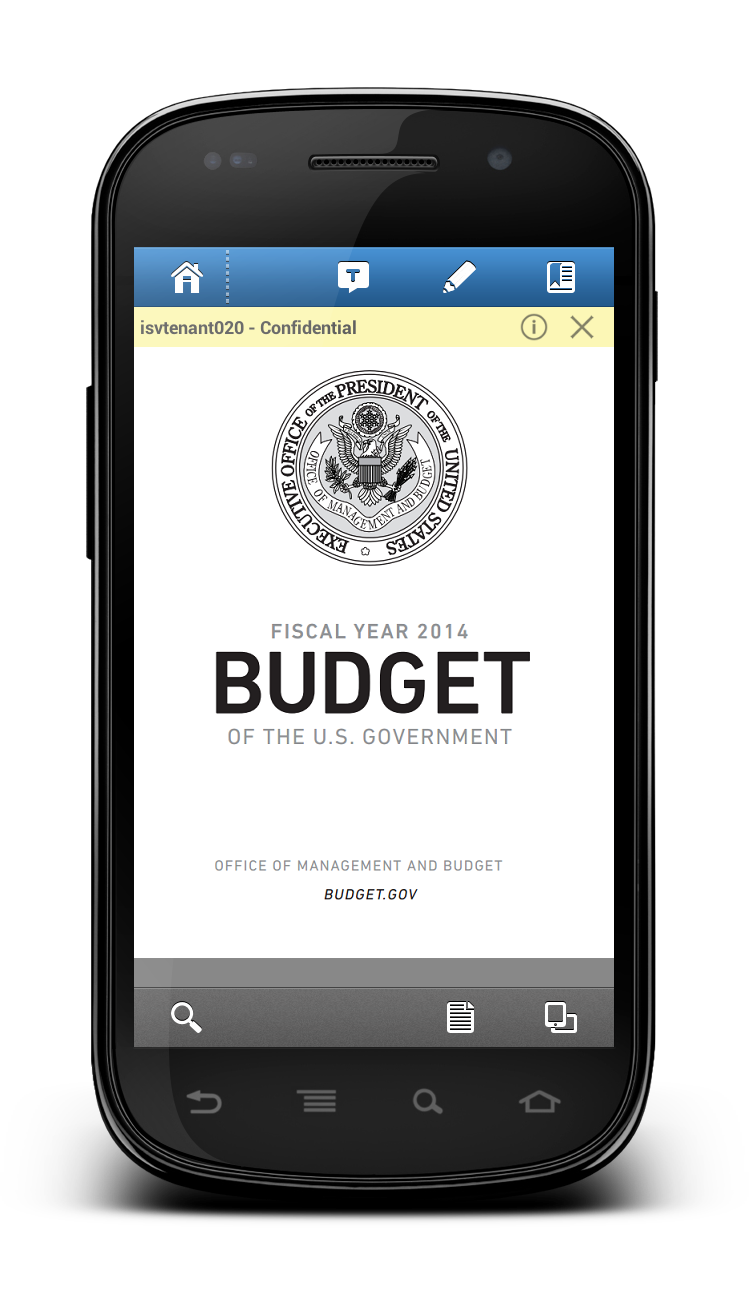 T
isvtenant020 - Confidential
EXECUTIVE OFFICE OF THE PRESIDENT OF THE UNITED STATES
OFFICE OF MANAGEMENT AND BUDGET
FISCAL YEAR 2014
BUDGET
OF THE U.S. GOVERNMENT
OFFICE OF MANAGEMENT AND BUDGET
BUDGET.GOV